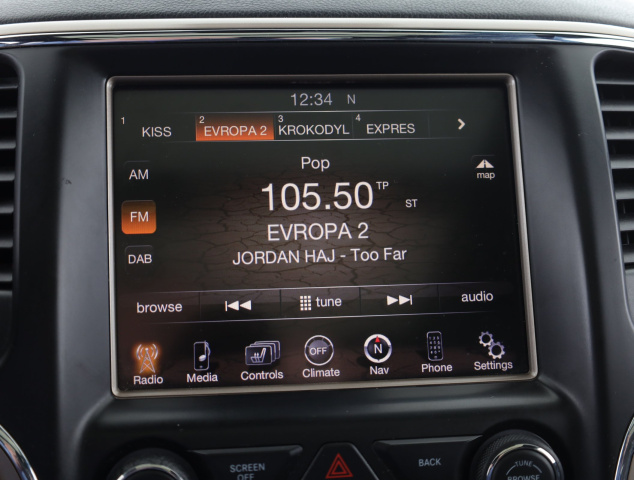 12:34 N
1 KISS 2 EVROPA 2 3 KROKODYL 4 EXPRES
Pop
AM
map
105.50 TP ST
FM
EVROPA 2
DAB
JORDAN HAJ - Too Far
browse tune audio
OFF N
Radio Media Controls Climate Nav Phone Settings
SCREEN OFF
BACK
TUNE
BROWSE